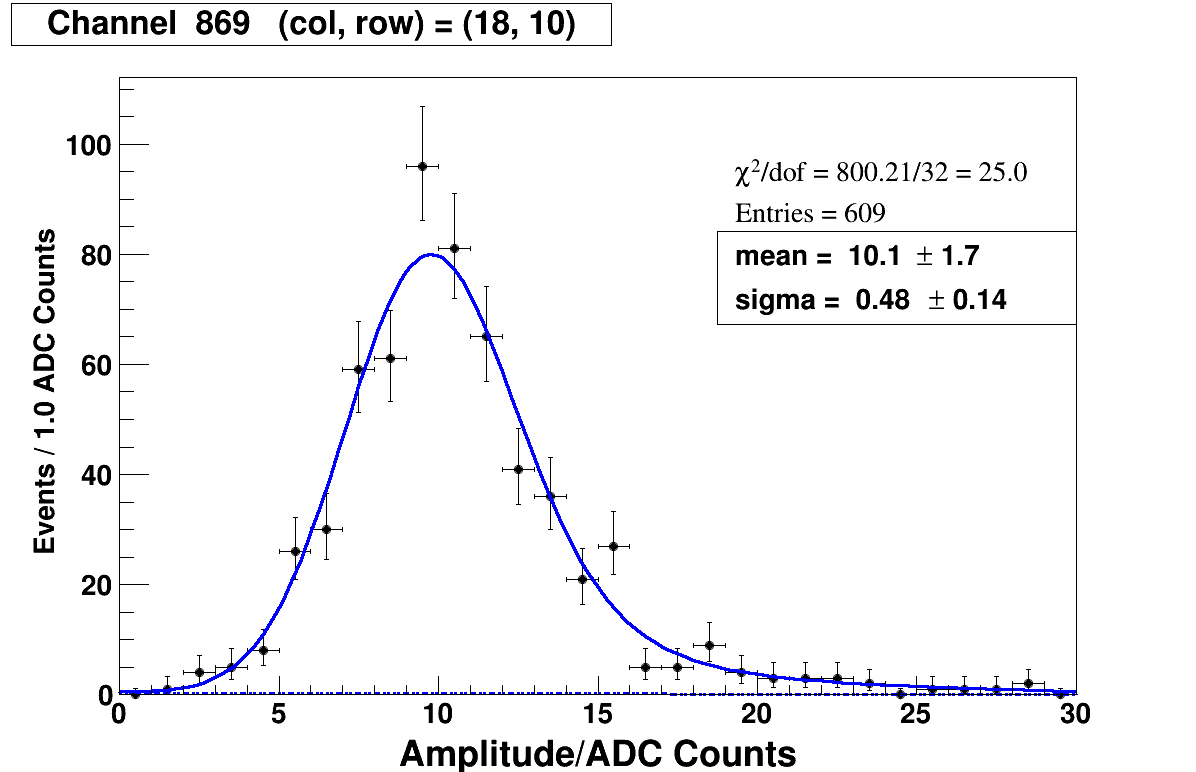 Channel 869 (col, row) = (18, 10)
χ²/dof = 800.21/32 = 25.0
Entries = 609
mean = 10.1 ± 1.7
sigma = 0.48 ± 0.14
Events / 1.0 ADC Counts
100
80
60
40
20
0
0 5 10 15 20 25 30
Amplitude/ADC Counts